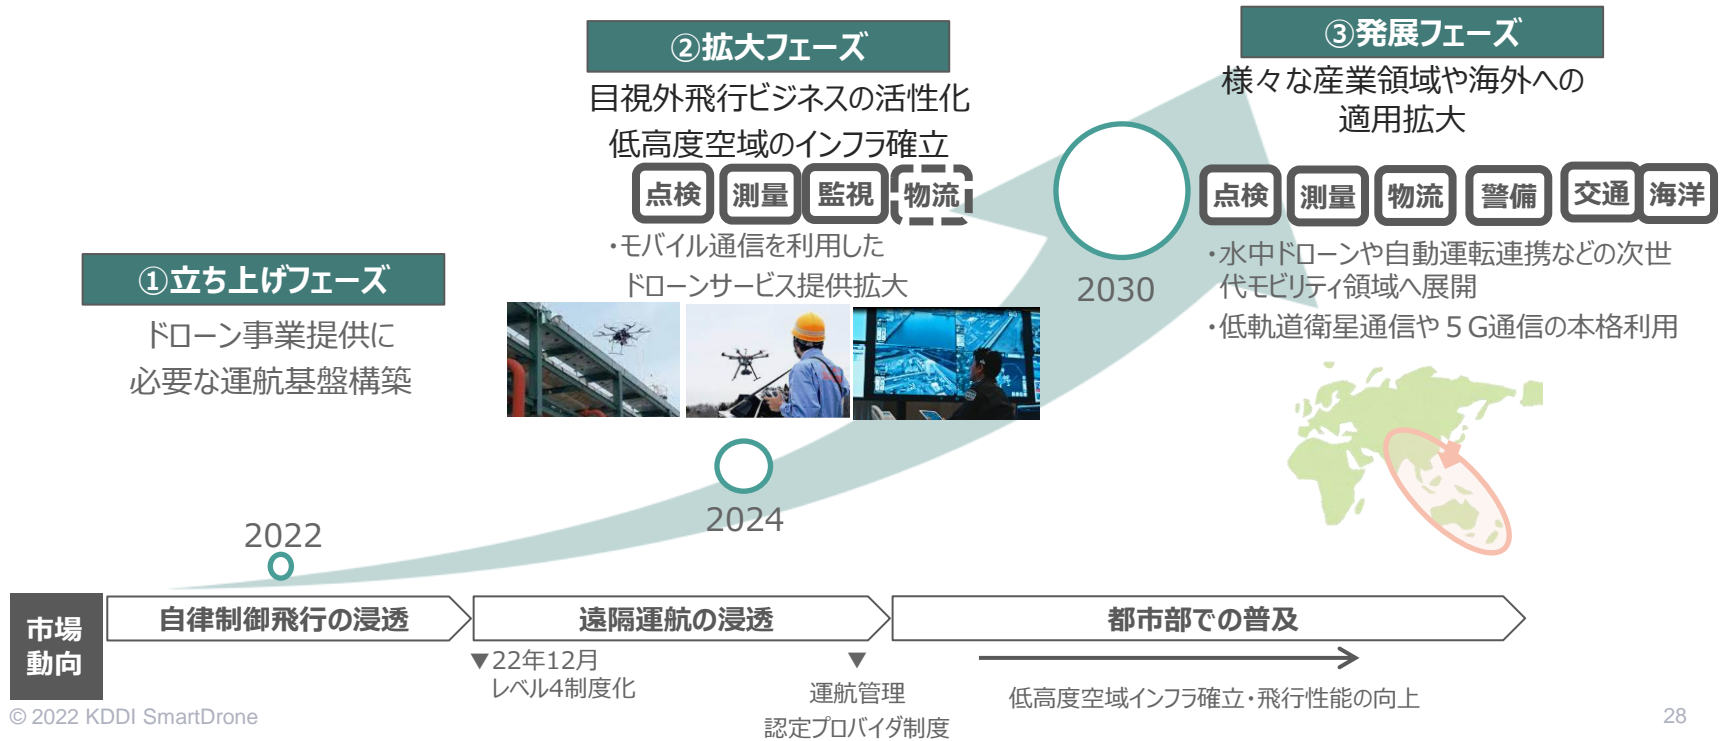 ①立ち上げフェーズ
ドローン事業提供に
必要な運航基盤構築
②拡大フェーズ
目視外飛行ビジネスの活性化
低高度空域のインフラ確立
点検 測量 監視 物流
・モバイル通信を利用した
ドローンサービス提供拡大
③発展フェーズ
様々な産業領域や海外への
適用拡大
点検 測量 物流 警備 交通 海洋
・水中ドローンや自動運転連携などの次世
代モビリティ領域へ展開
・低軌道衛星通信や５G通信の本格利用
2022
2024
2030
市場
動向
自律制御飛行の浸透
遠隔運航の浸透
都市部での普及
▼22年12月
レベル4制度化
▼
運航管理
認定プロバイダ制度
低高度空域インフラ確立・飛行性能の向上
© 2022 KDDI SmartDrone
28